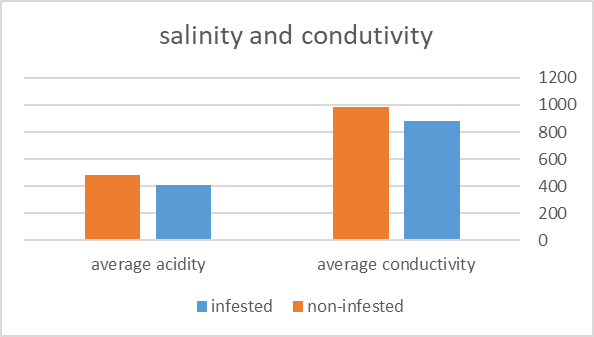 salinity and condutivity
1200
1000
800
600
400
200
0
average acidity
average conductivity
infested
non-infested